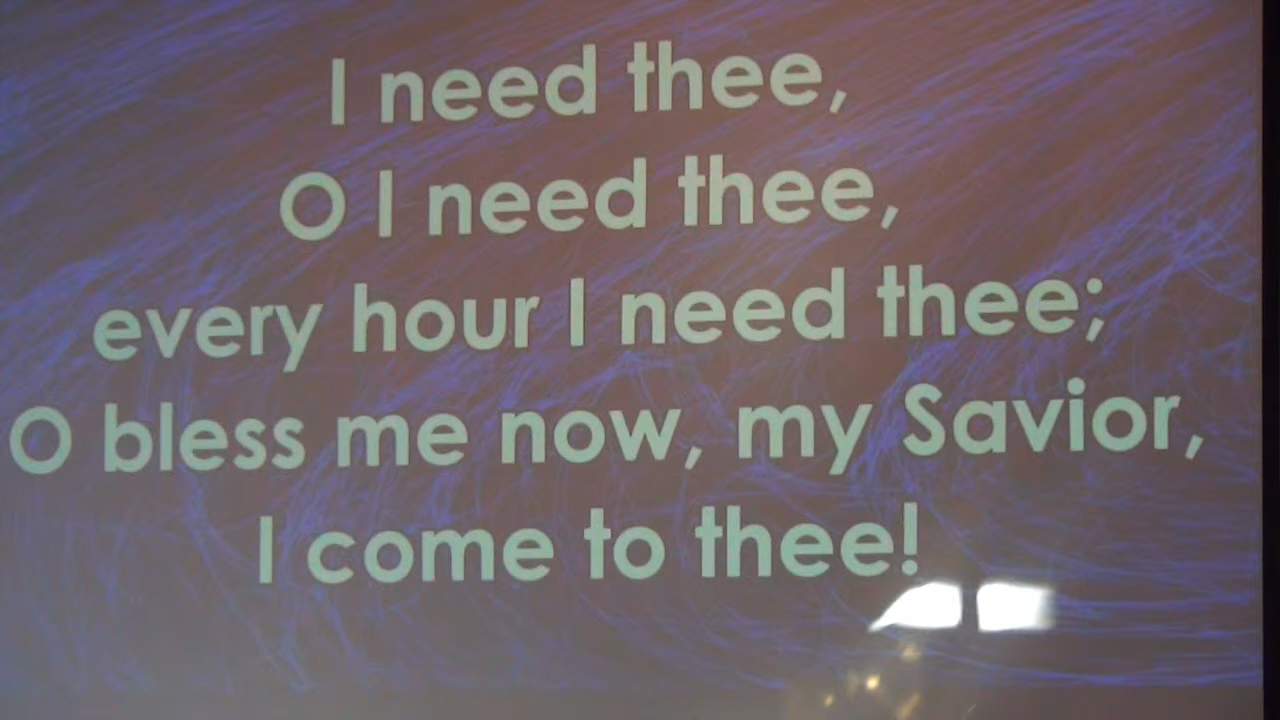 I need thee,
O I need thee,
every hour I need thee;
O bless me now, my Savior,
I come to thee!